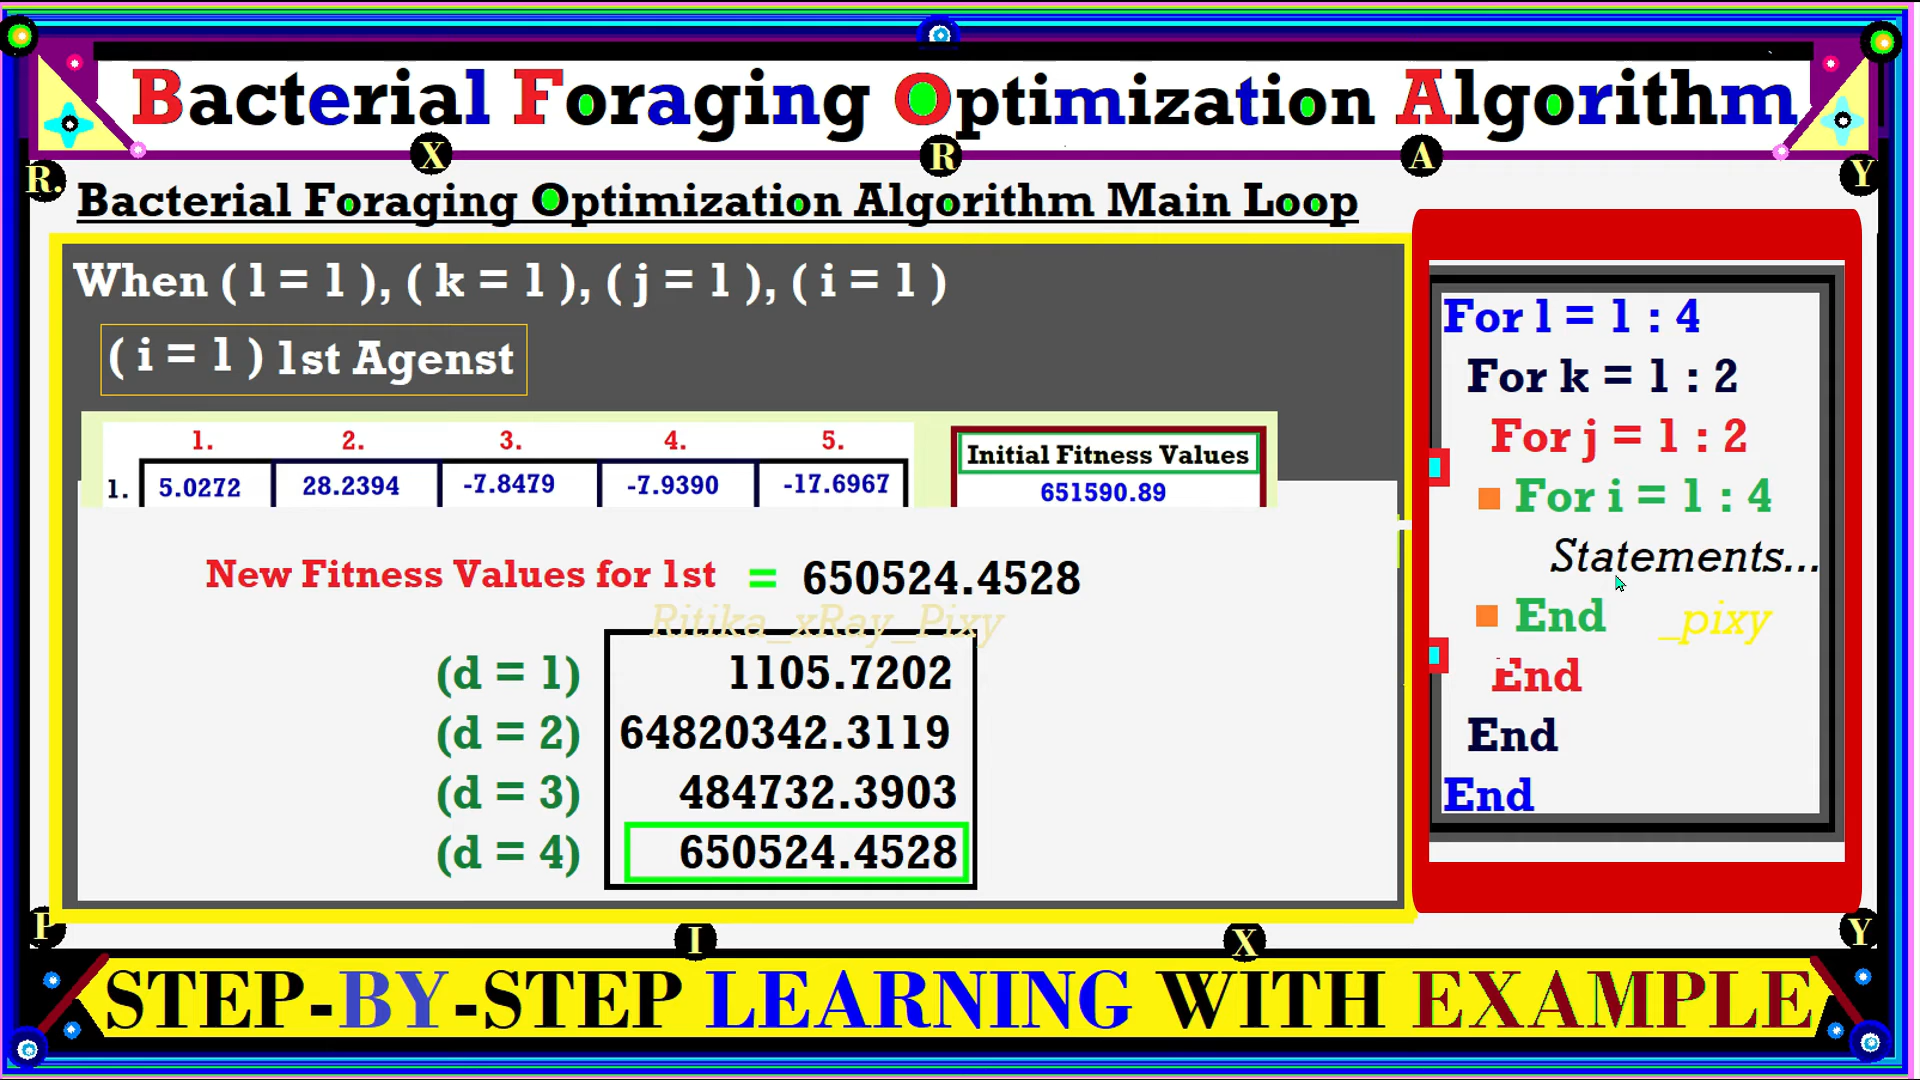 Bacterial Foraging Optimization Algorithm
X R A
R. Y
Bacterial Foraging Optimization Algorithm Main Loop
When ( l = 1 ), ( k = 1 ), ( j = 1 ), ( i = 1 )
( i = 1 ) 1st Agenst
1. 2. 3. 4. 5.
1. 5.0272 28.2394 -7.8479 -7.9390 -17.6967
Initial Fitness Values
651590.89
New Fitness Values for 1st = 650524.4528
Ritika_xRay_Pixy
(d = 1) 1105.7202
(d = 2) 64820342.3119
(d = 3) 484732.3903
(d = 4) 650524.4528
For l = 1 : 4
For k = 1 : 2
For j = 1 : 2
For i = 1 : 4
Statements...
End _pixy
End
End
End
P I X Y
STEP-BY-STEP LEARNING WITH EXAMPLE